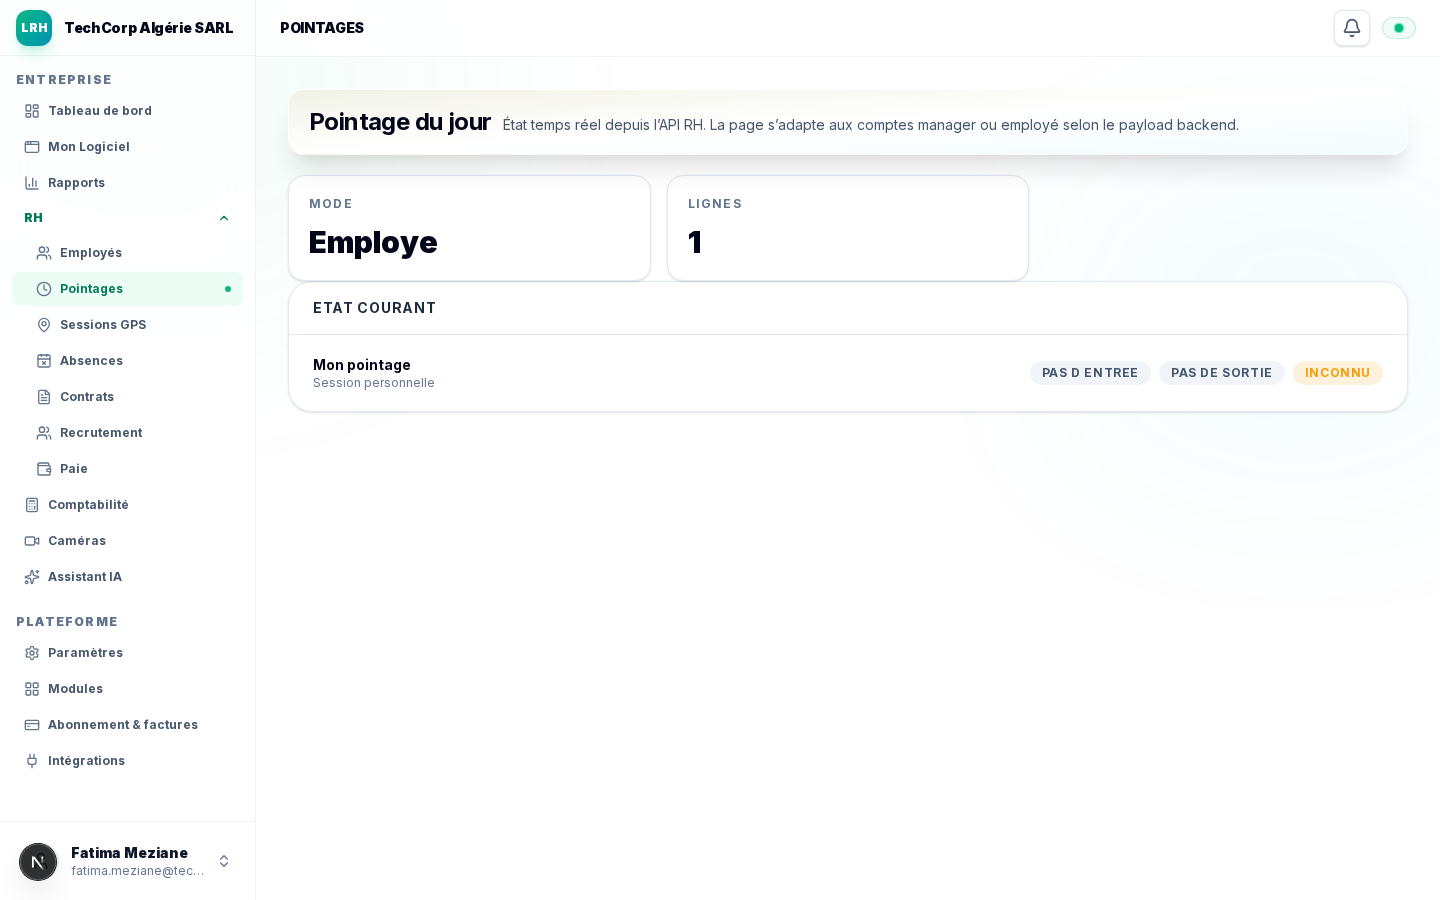 LRH
TechCorp Algérie SARL
POINTAGES
ENTREPRISE
Tableau de bord
Mon Logiciel
Rapports
RH
Employés
Pointages
Sessions GPS
Absences
Contrats
Recrutement
Paie
Comptabilité
Caméras
Assistant IA
PLATEFORME
Paramètres
Modules
Abonnement & factures
Intégrations
N
Fatima Meziane
fatima.meziane@tec...
Pointage du jour État temps réel depuis l’API RH. La page s’adapte aux comptes manager ou employé selon le payload backend.
MODE
Employe
LIGNES
1
ETAT COURANT
Mon pointage
Session personnelle
PAS D ENTREE PAS DE SORTIE INCONNU